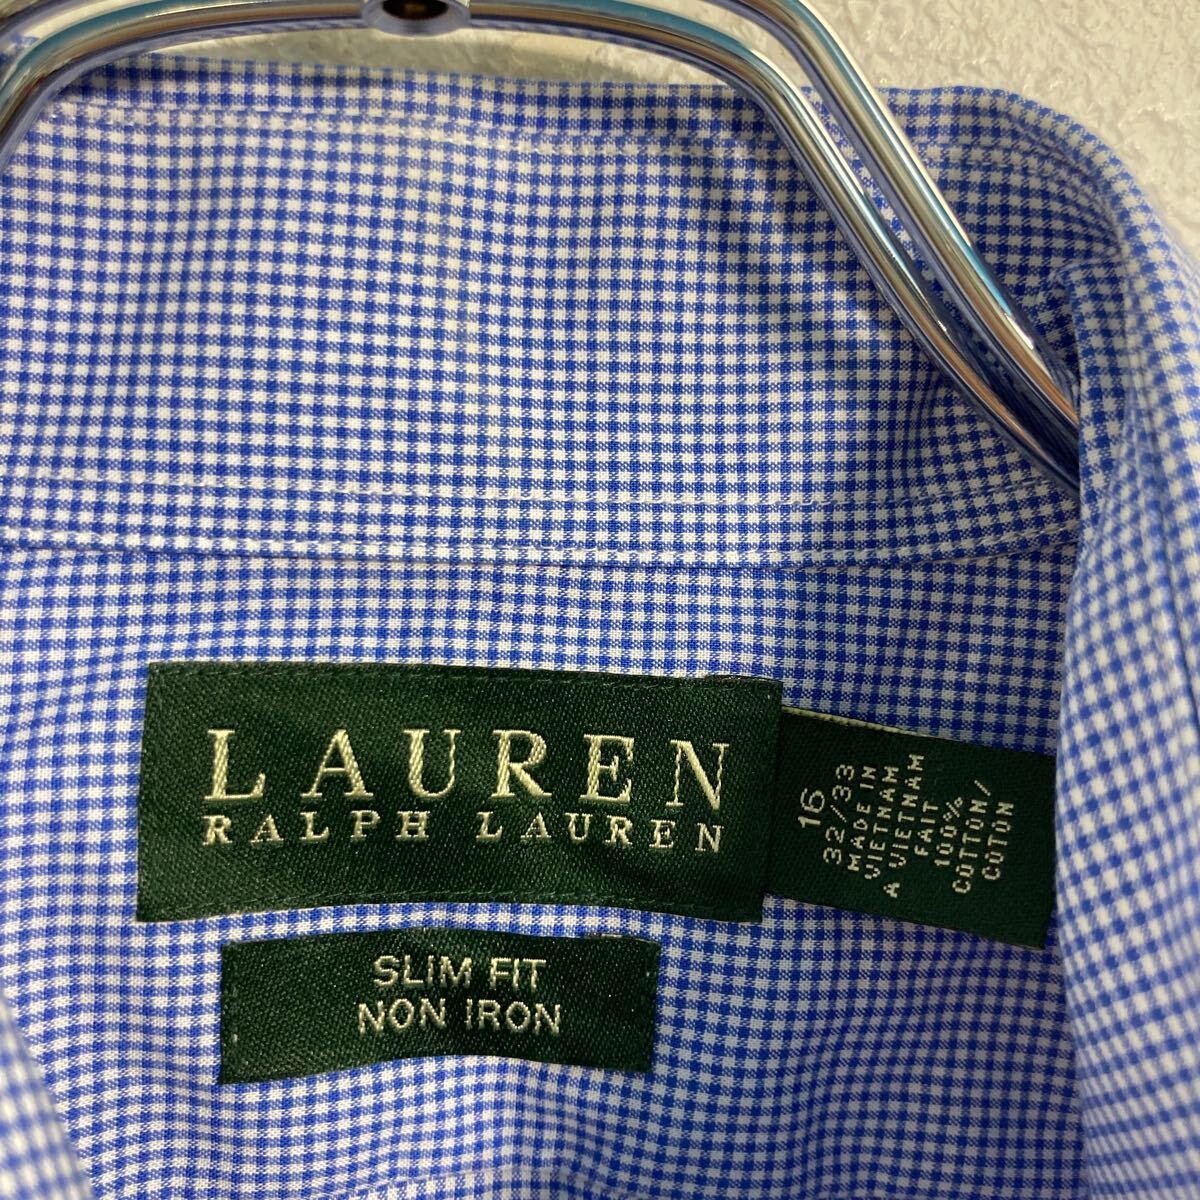 LAUREN
RALPH LAUREN
16
32/33
MADE IN
VIETNAM
A VIETNAM
FAIT
100%
COTTON/
COTON
SLIM FIT
NON IRON